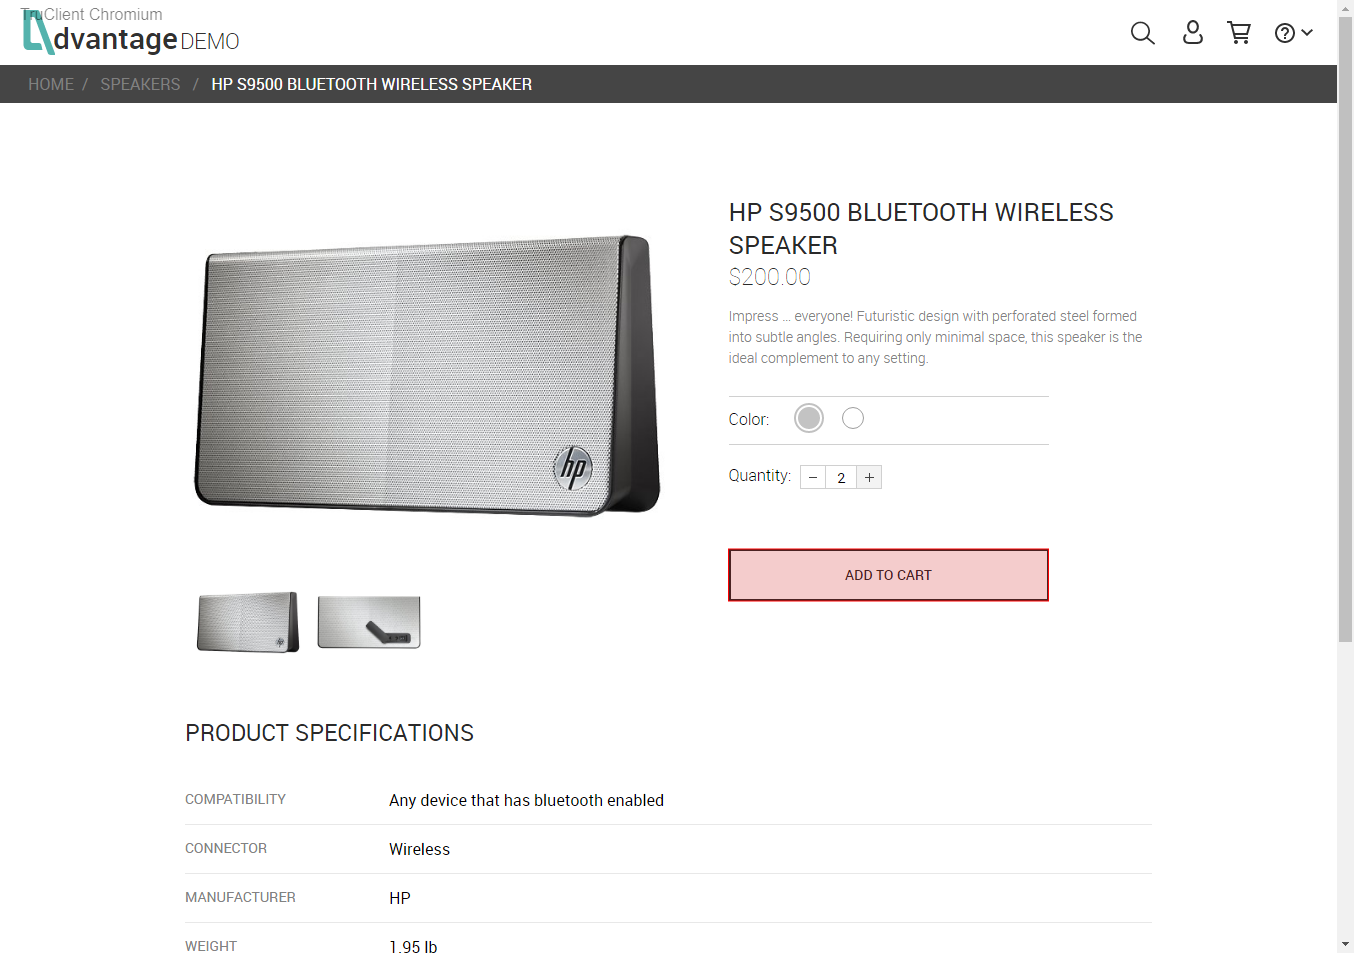 TruClient Chromium
dvantage DEMO
HOME / SPEAKERS / HP S9500 BLUETOOTH WIRELESS SPEAKER
HP S9500 BLUETOOTH WIRELESS
SPEAKER
$200.00
Impress ... everyone! Futuristic design with perforated steel formed
into subtle angles. Requiring only minimal space, this speaker is the
ideal complement to any setting.
Color:
Quantity: − 2 +
ADD TO CART
hp
PRODUCT SPECIFICATIONS
COMPATIBILITY Any device that has bluetooth enabled
CONNECTOR Wireless
MANUFACTURER HP
WEIGHT 1.95 lb